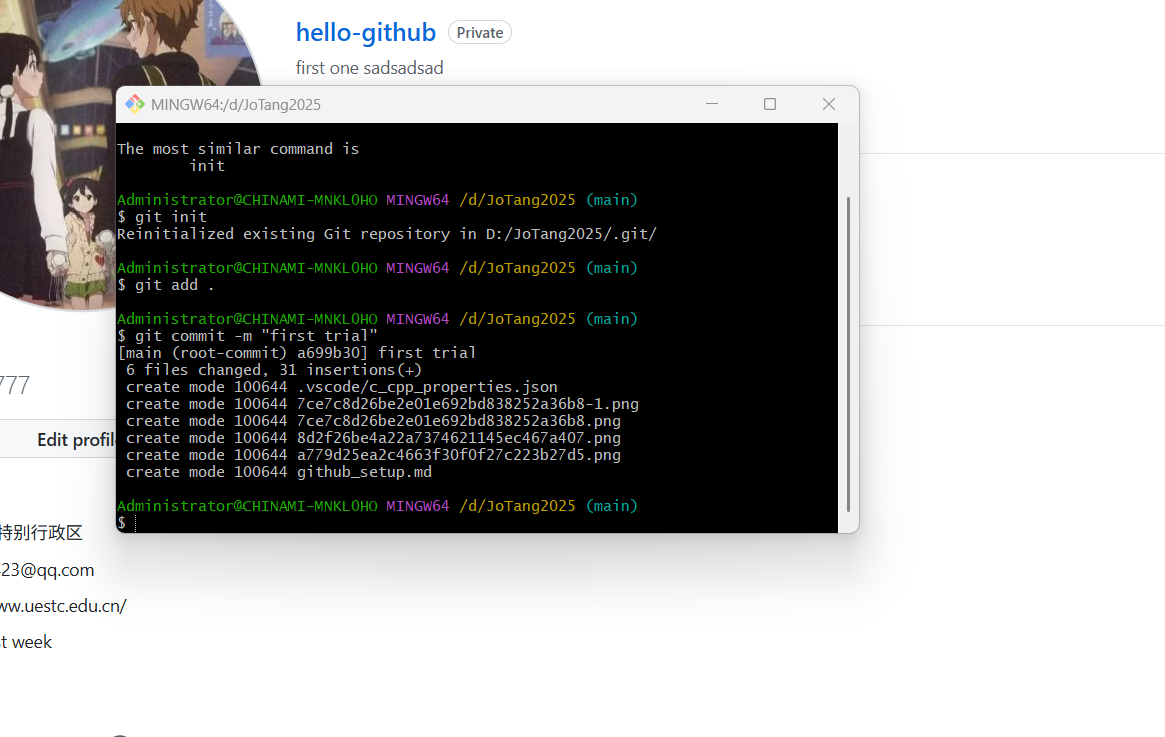 hello-github Private
first one sadsadsad
MINGW64:/d/JoTang2025
The most similar command is
init
Administrator@CHINAMI-MNKLOHO MINGW64 /d/JoTang2025 (main)
$ git init
Reinitialized existing Git repository in D:/JoTang2025/.git/
Administrator@CHINAMI-MNKLOHO MINGW64 /d/JoTang2025 (main)
$ git add .
Administrator@CHINAMI-MNKLOHO MINGW64 /d/JoTang2025 (main)
$ git commit -m "first trial"
[main (root-commit) a699b30] first trial
6 files changed, 31 insertions(+)
create mode 100644 .vscode/c_cpp_properties.json
create mode 100644 7ce7c8d26be2e01e692bd838252a36b8-1.png
create mode 100644 7ce7c8d26be2e01e692bd838252a36b8.png
create mode 100644 8d2f26be4a22a7374621145ec467a407.png
create mode 100644 a779d25ea2c4663f30f0f27c223b27d5.png
create mode 100644 github_setup.md
Administrator@CHINAMI-MNKLOHO MINGW64 /d/JoTang2025 (main)
$
777
Edit profile
特别行政区
23@qq.com
ww.uestc.edu.cn/
st week